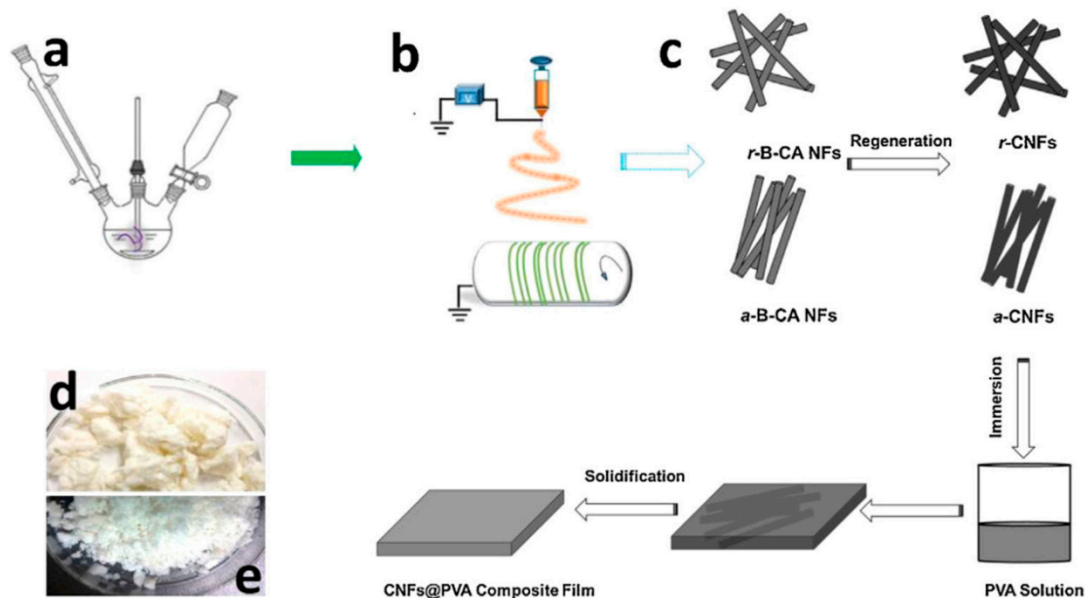 a
b
V
c
r-B-CA NFs
Regeneration
r-CNFs
a-B-CA NFs
a-CNFs
Immersion
d
e
Solidification
CNFs@PVA Composite Film
PVA Solution